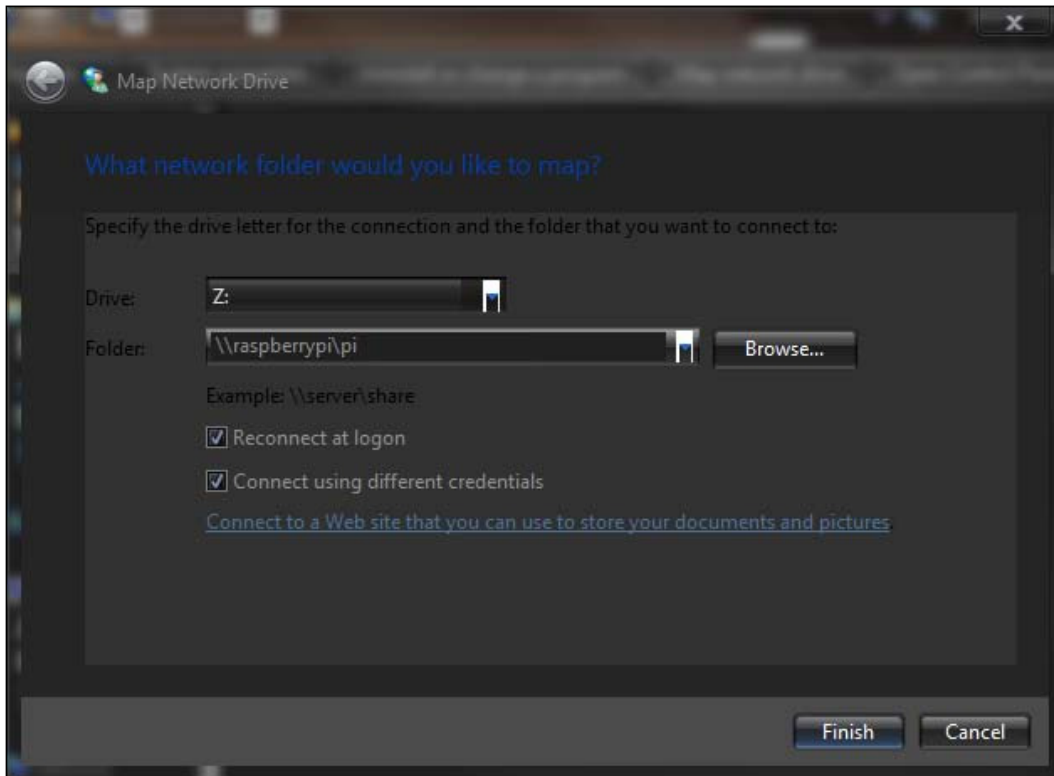 Map Network Drive
What network folder would you like to map?
Specify the drive letter for the connection and the folder that you want to connect to:
Drive: Z:
Folder: \\raspberrypi\pi Browse...
Example: \\server\share
Reconnect at logon
Connect using different credentials
Connect to a Web site that you can use to store your documents and pictures.
Finish Cancel